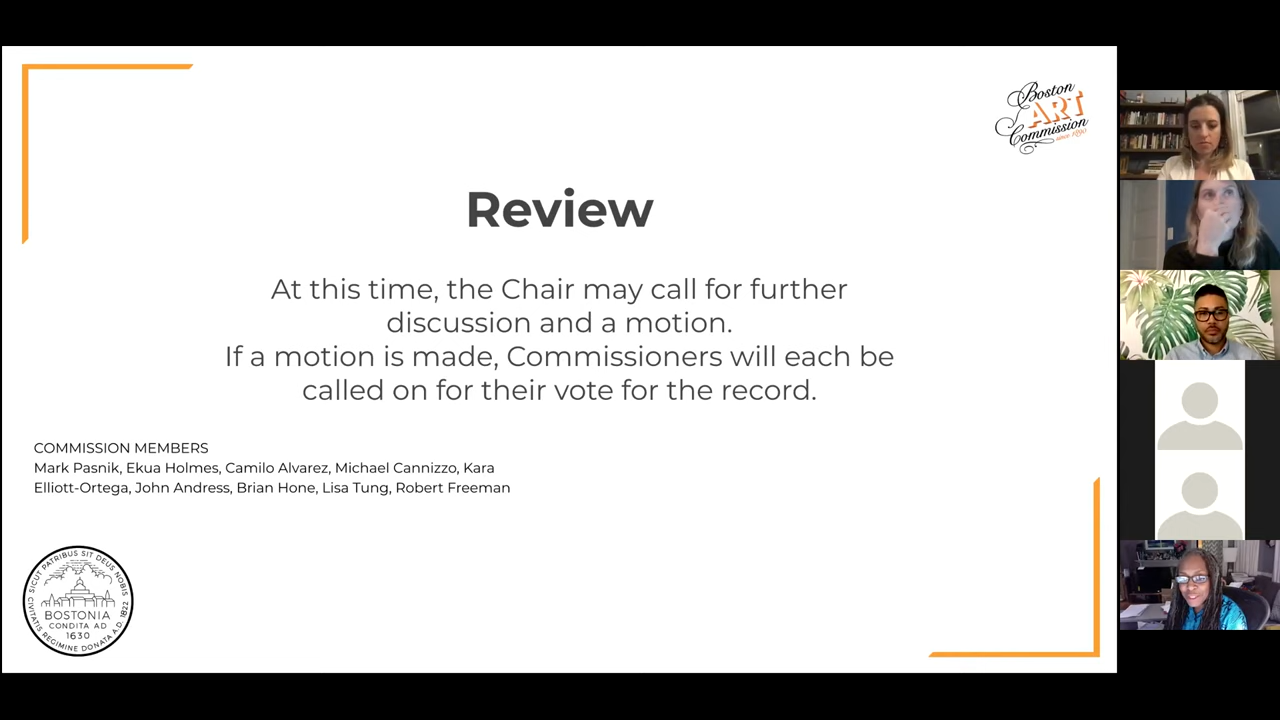 Boston
ART
Commission
since 1890
Review
At this time, the Chair may call for further
discussion and a motion.
If a motion is made, Commissioners will each be
called on for their vote for the record.
COMMISSION MEMBERS
Mark Pasnik, Ekua Holmes, Camilo Alvarez, Michael Cannizzo, Kara
Elliott-Ortega, John Andress, Brian Hone, Lisa Tung, Robert Freeman
SICUT PATRIBUS SIT DEUS NOBIS
BOSTONIA
CONDITA AD
1630
CIVITATIS REGIMINE DONATA A.D. 1822